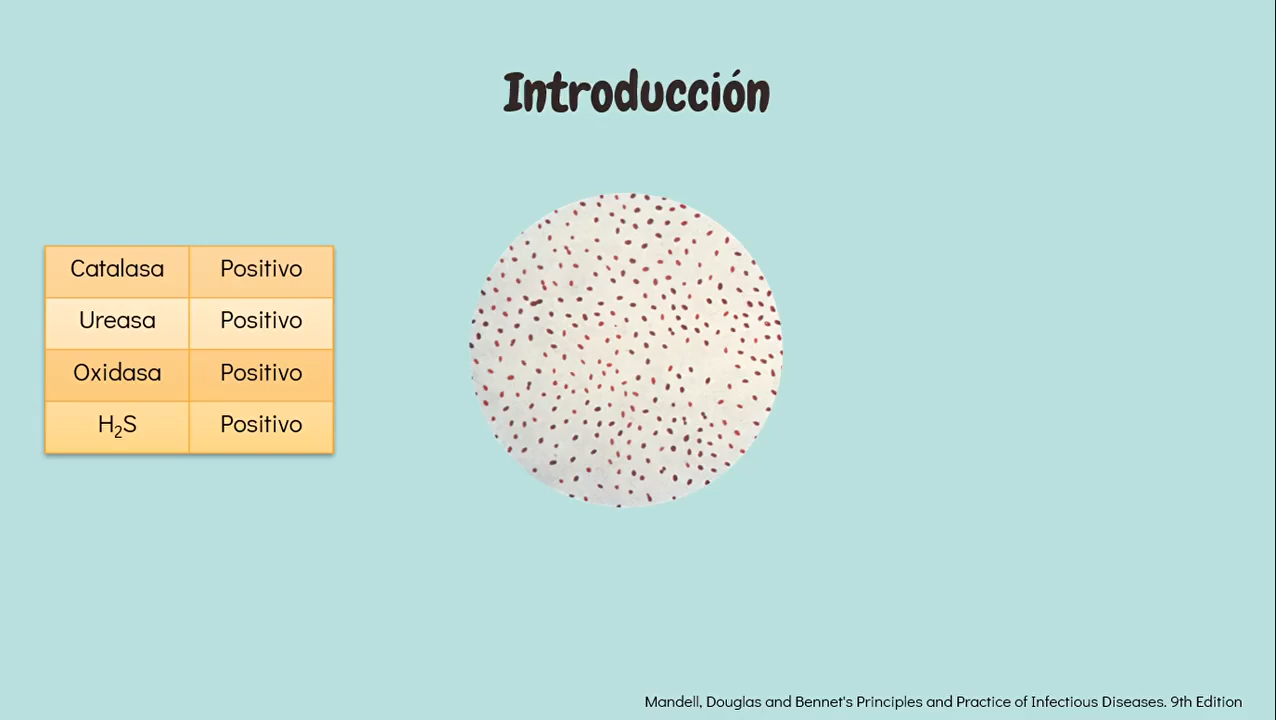 Introducción
Catalasa Positivo
Ureasa Positivo
Oxidasa Positivo
H₂S Positivo
Mandell, Douglas and Bennet's Principles and Practice of Infectious Diseases. 9th Edition